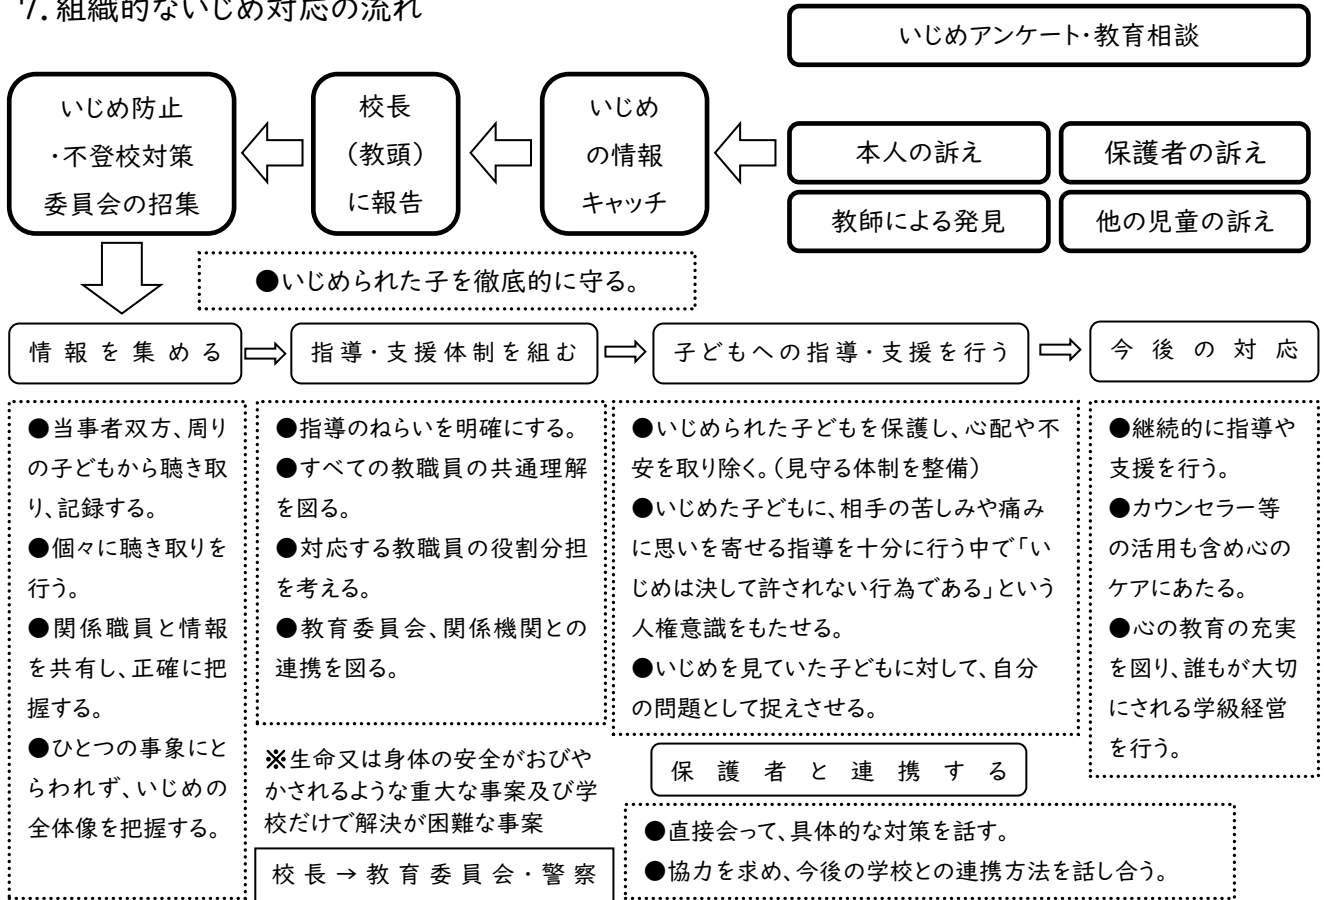 7.組織的ないじめ対応の流れ
いじめアンケート・教育相談
いじめ防止
・不登校対策
委員会の招集
校長
（教頭）
に報告
いじめ
の情報
キャッチ
本人の訴え
保護者の訴え
教師による発見
他の児童の訴え
●いじめられた子を徹底的に守る。
情報を集める
指導・支援体制を組む
子どもへの指導・支援を行う
今後の対応
●当事者双方、周り
の子どもから聴き取
り、記録する。
●個々に聴き取りを
行う。
●関係職員と情報
を共有し、正確に把
握する。
●ひとつの事象にと
らわれず、いじめの
全体像を把握する。
●指導のねらいを明確にする。
●すべての教職員の共通理解
を図る。
●対応する教職員の役割分担
を考える。
●教育委員会、関係機関との
連携を図る。
※生命又は身体の安全がおびや
かされるような重大な事案及び学
校だけで解決が困難な事案
校長→教育委員会・警察
●いじめられた子どもを保護し、心配や不
安を取り除く。（見守る体制を整備）
●いじめた子どもに、相手の苦しみや痛み
に思いを寄せる指導を十分に行う中で「い
じめは決して許されない行為である」という
人権意識をもたせる。
●いじめを見ていた子どもに対して、自分
の問題として捉えさせる。
保護者と連携する
●直接会って、具体的な対策を話す。
●協力を求め、今後の学校との連携方法を話し合う。
●継続的に指導や
支援を行う。
●カウンセラー等
の活用も含め心の
ケアにあたる。
●心の教育の充実
を図り、誰もが大切
にされる学級経営
を行う。